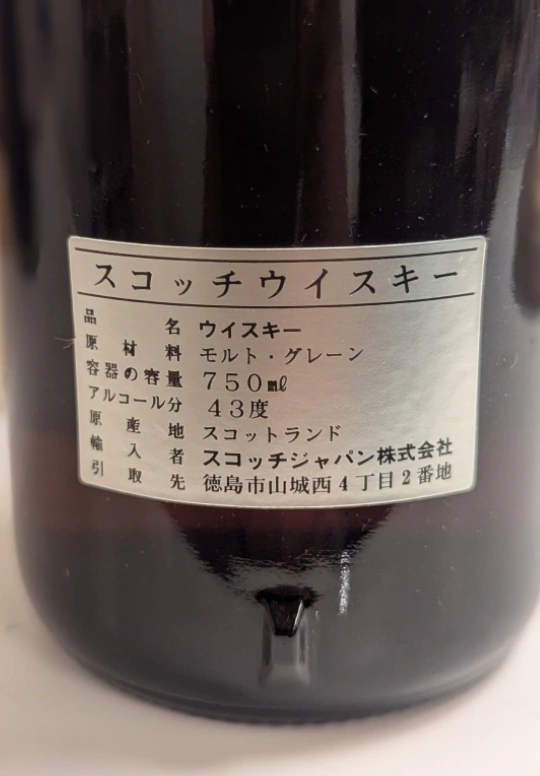 スコッチウイスキー
品名 ウイスキー
原材料 モルト・グレーン
容器の容量 750㎖
アルコール分 43度
原産地 スコットランド
輸入者 スコッチジャパン株式会社
引取先 徳島市山城西4丁目2番地